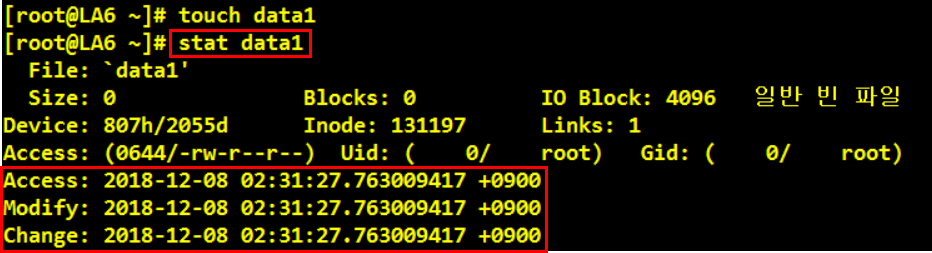 [root@LA6 ~]# touch data1
[root@LA6 ~]# stat data1
  File: `data1'
  Size: 0               Blocks: 0          IO Block: 4096   일반 빈 파일
Device: 807h/2055d      Inode: 131197      Links: 1
Access: (0644/-rw-r--r--)  Uid: (    0/    root)   Gid: (    0/    root)
Access: 2018-12-08 02:31:27.763009417 +0900
Modify: 2018-12-08 02:31:27.763009417 +0900
Change: 2018-12-08 02:31:27.763009417 +0900